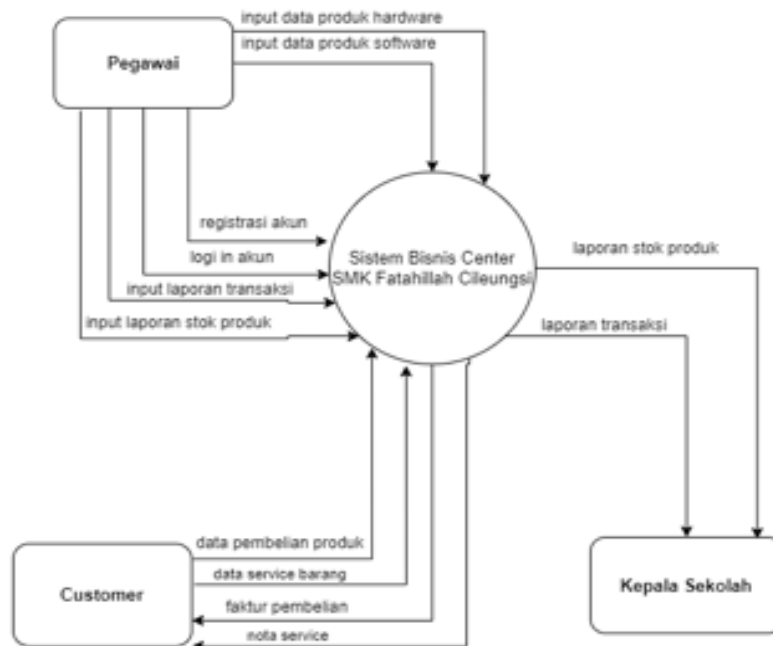 input data produk hardware
input data produk software
Pegawai
registrasi akun
logi in akun
input laporan transaksi
input laporan stok produk
Sistem Bisnis Center
SMK Fatahillah Cileungsi
laporan stok produk
laporan transaksi
data pembelian produk
data service barang
faktur pembelian
nota service
Customer
Kepala Sekolah